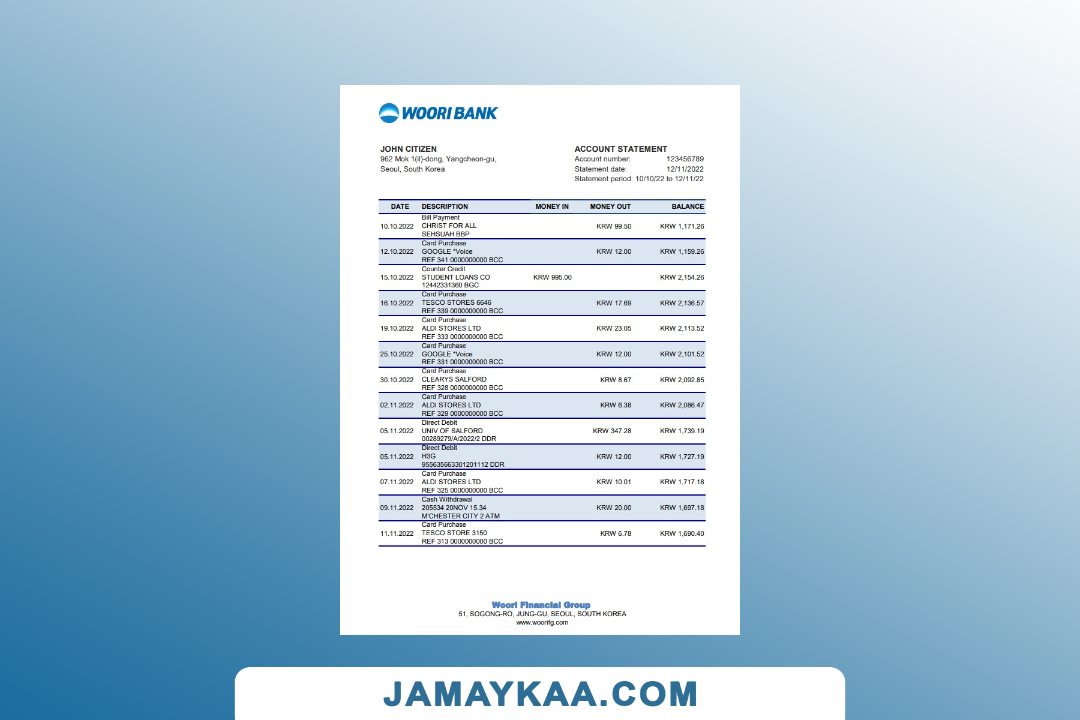 WOORI BANK
JOHN CITIZEN
962 Mok 1(il)-dong, Yangcheon-gu,
Seoul, South Korea
ACCOUNT STATEMENT
Account number: 123456789
Statement date: 12/11/2022
Statement period: 10/10/22 to 12/11/22
DATE DESCRIPTION MONEY IN MONEY OUT BALANCE
Bill Payment
10.10.2022 CHRIST FOR ALL KRW 99.50 KRW 1,171.26
SEHSUAH BBP
Card Purchase
12.10.2022 GOOGLE *Voice KRW 12.00 KRW 1,159.26
REF 341 0000000000 BCC
Counter Credit
15.10.2022 STUDENT LOANS CO KRW 995.00 KRW 2,154.26
12442331360 BGC
Card Purchase
16.10.2022 TESCO STORES 6646 KRW 17.69 KRW 2,136.57
REF 339 0000000000 BCC
Card Purchase
19.10.2022 ALDI STORES LTD KRW 23.05 KRW 2,113.52
REF 333 0000000000 BCC
Card Purchase
25.10.2022 GOOGLE *Voice KRW 12.00 KRW 2,101.52
REF 331 0000000000 BCC
Card Purchase
30.10.2022 CLEARYS SALFORD KRW 8.67 KRW 2,092.85
REF 328 0000000000 BCC
Card Purchase
02.11.2022 ALDI STORES LTD KRW 6.38 KRW 2,086.47
REF 329 0000000000 BCC
Direct Debit
05.11.2022 UNIV OF SALFORD KRW 347.28 KRW 1,739.19
00289279/A/2022/2 DDR
Direct Debit
05.11.2022 H3G KRW 12.00 KRW 1,727.19
955635663301201112 DDR
Card Purchase
07.11.2022 ALDI STORES LTD KRW 10.01 KRW 1,717.18
REF 325 0000000000 BCC
Cash Withdrawal
09.11.2022 205534 20NOV 15.34 KRW 20.00 KRW 1,697.18
M'CHESTER CITY 2 ATM
Card Purchase
11.11.2022 TESCO STORE 3150 KRW 6.78 KRW 1,690.40
REF 313 0000000000 BCC
Woori Financial Group
51, SOGONG-RO, JUNG-GU, SEOUL, SOUTH KOREA
www.woorifg.com
JAMAYKAA.COM